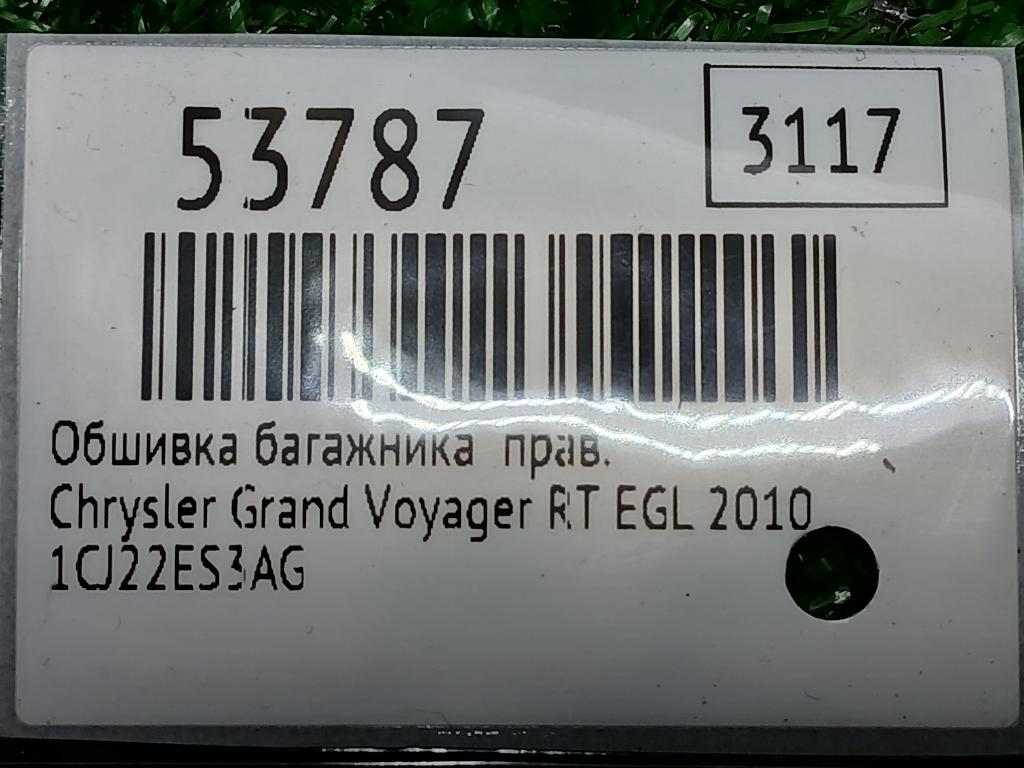 53787
3117
Обшивка багажника прав.
Chrysler Grand Voyager RT EGL 2010
1CJ22ES3AG